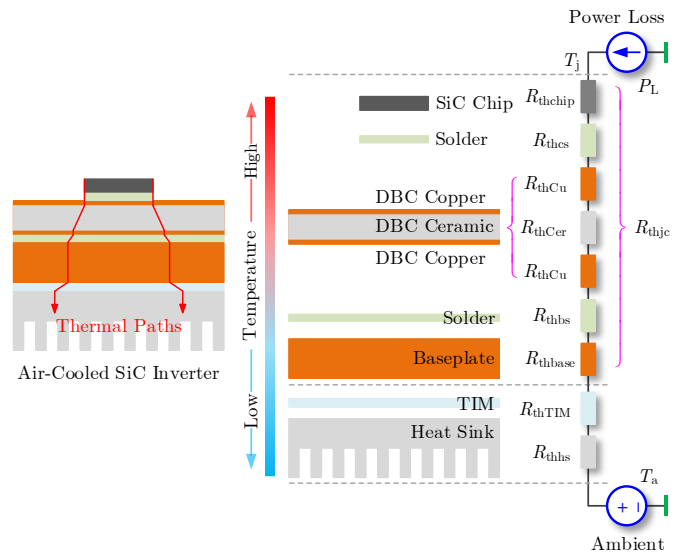 Power Loss
T_j
P_L
R_thchip
SiC Chip
High
Solder
R_thcs
DBC Copper
R_thCu
DBC Ceramic
R_thCer
R_thjc
DBC Copper
R_thCu
Temperature
Thermal Paths
Solder
R_thbs
Baseplate
R_thbase
Air-Cooled SiC Inverter
Low
TIM
R_thTIM
Heat Sink
R_thhs
T_a
+ −
Ambient